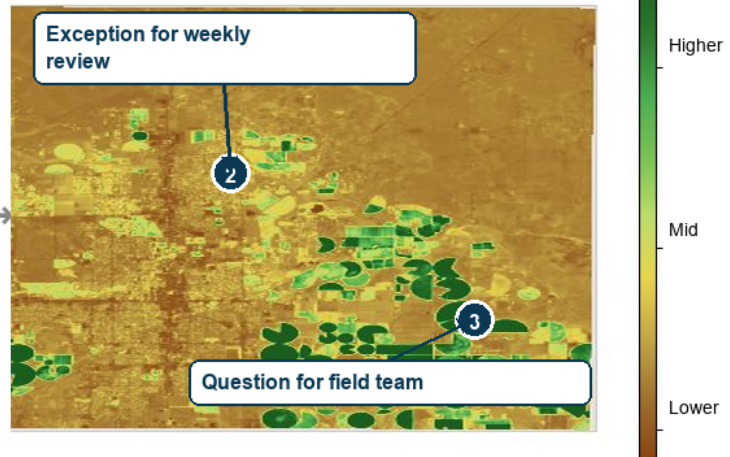 Exception for weekly
review
Higher
2
Mid
3
Question for field team
Lower